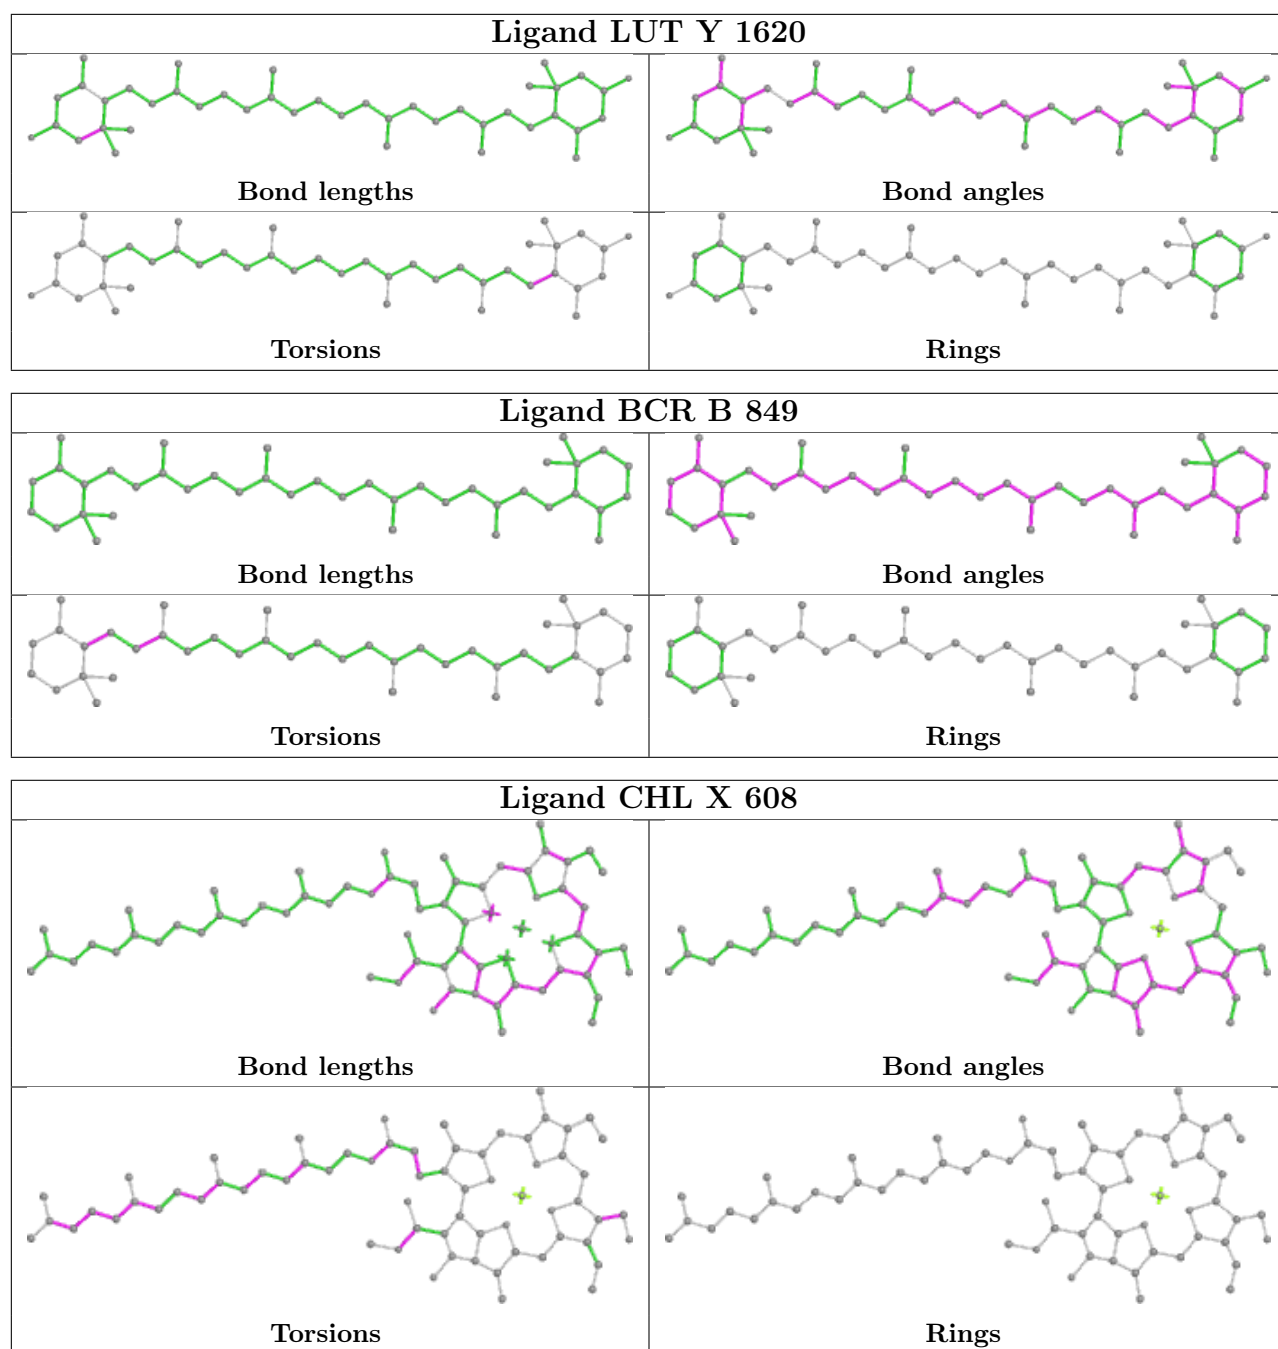 Ligand LUT Y 1620
Bond lengths
Bond angles
Torsions
Rings
Ligand BCR B 849
Bond lengths
Bond angles
Torsions
Rings
Ligand CHL X 608
Bond lengths
Bond angles
Torsions
Rings